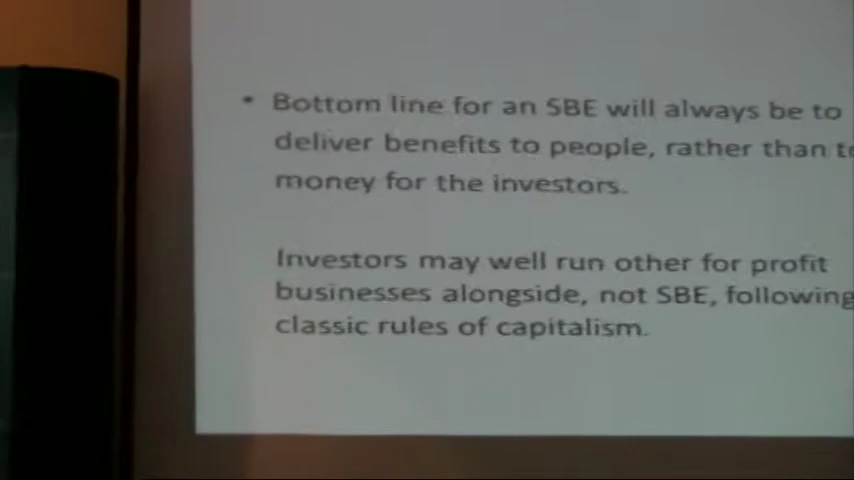 • Bottom line for an SBE will always be to
deliver benefits to people, rather than to
money for the investors.
Investors may well run other for profit
businesses alongside, not SBE, following
classic rules of capitalism.